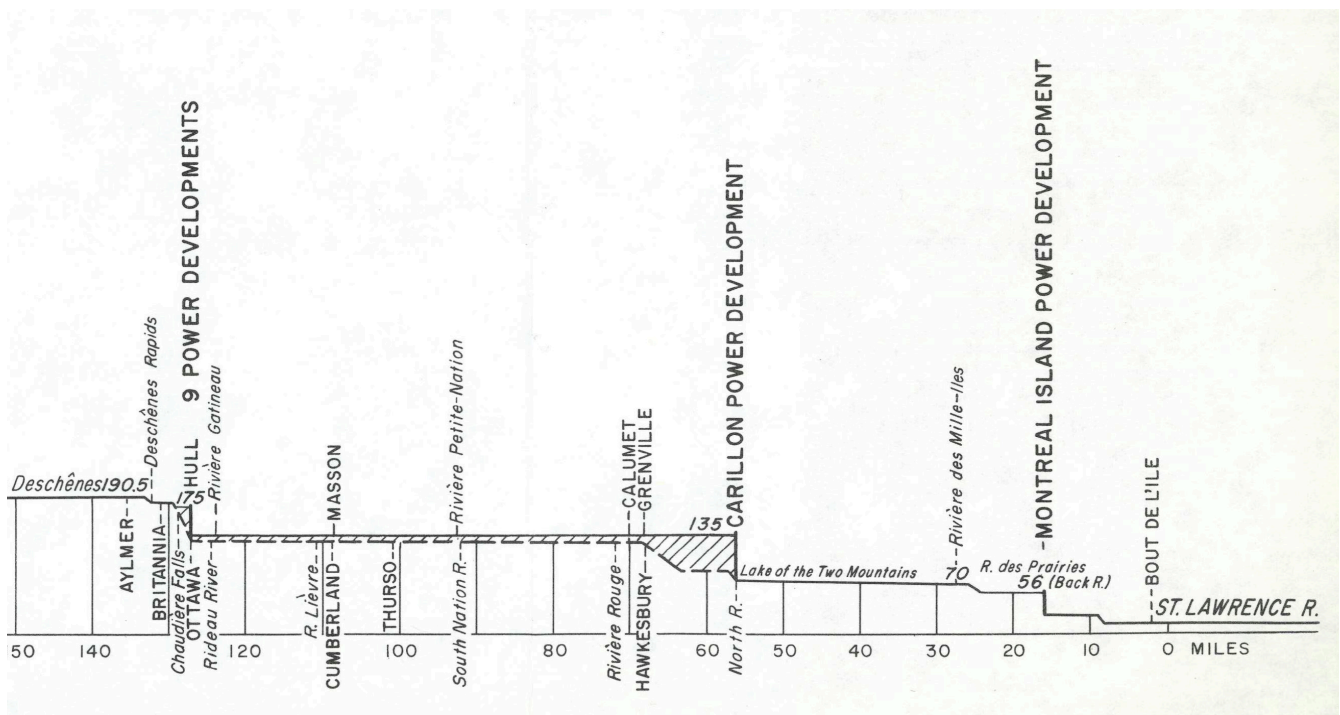 9 POWER DEVELOPMENTS
CARILLON POWER DEVELOPMENT
MONTREAL ISLAND POWER DEVELOPMENT
Deschênes Rapids
Rivière Gatineau
HULL
MASSON
Rivière Petite-Nation
CALUMET
GRENVILLE
Rivière des Mille-Iles
BOUT DE L'ILE
Deschênes 190.5
175
135
Lake of the Two Mountains
70
R. des Prairies
56 (Back R.)
ST. LAWRENCE R.
AYLMER
BRITANNIA
Chaudière Falls
OTTAWA
Rideau River
R. Lièvre
CUMBERLAND
THURSO
South Nation R.
Rivière Rouge
HAWKESBURY
North R.
50 140 120 100 80 60 50 40 30 20 10 0 MILES